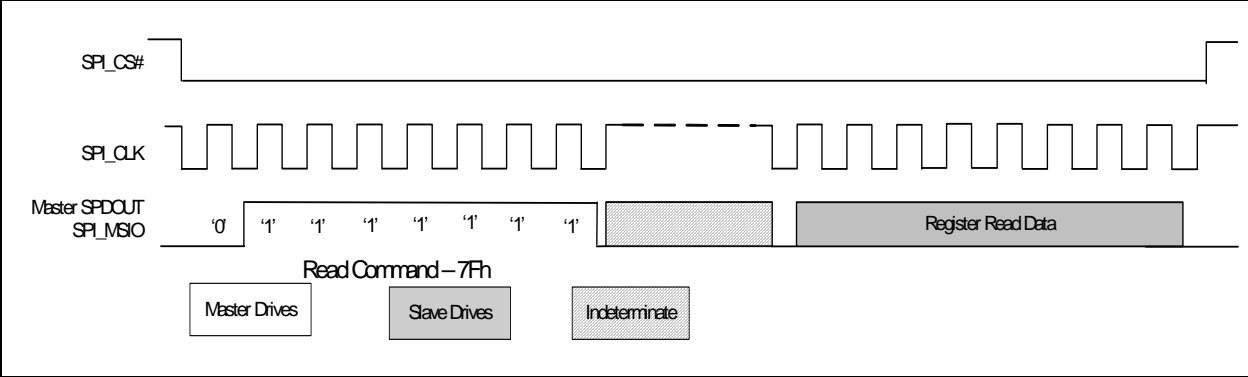 SPI_CS#
SPI_CLK
Master SPDOUT
SPI_MSIO
'0' '1' '1' '1' '1' '1' '1' '1'
Register Read Data
Read Command – 7Fh
Master Drives
Slave Drives
Indeterminate